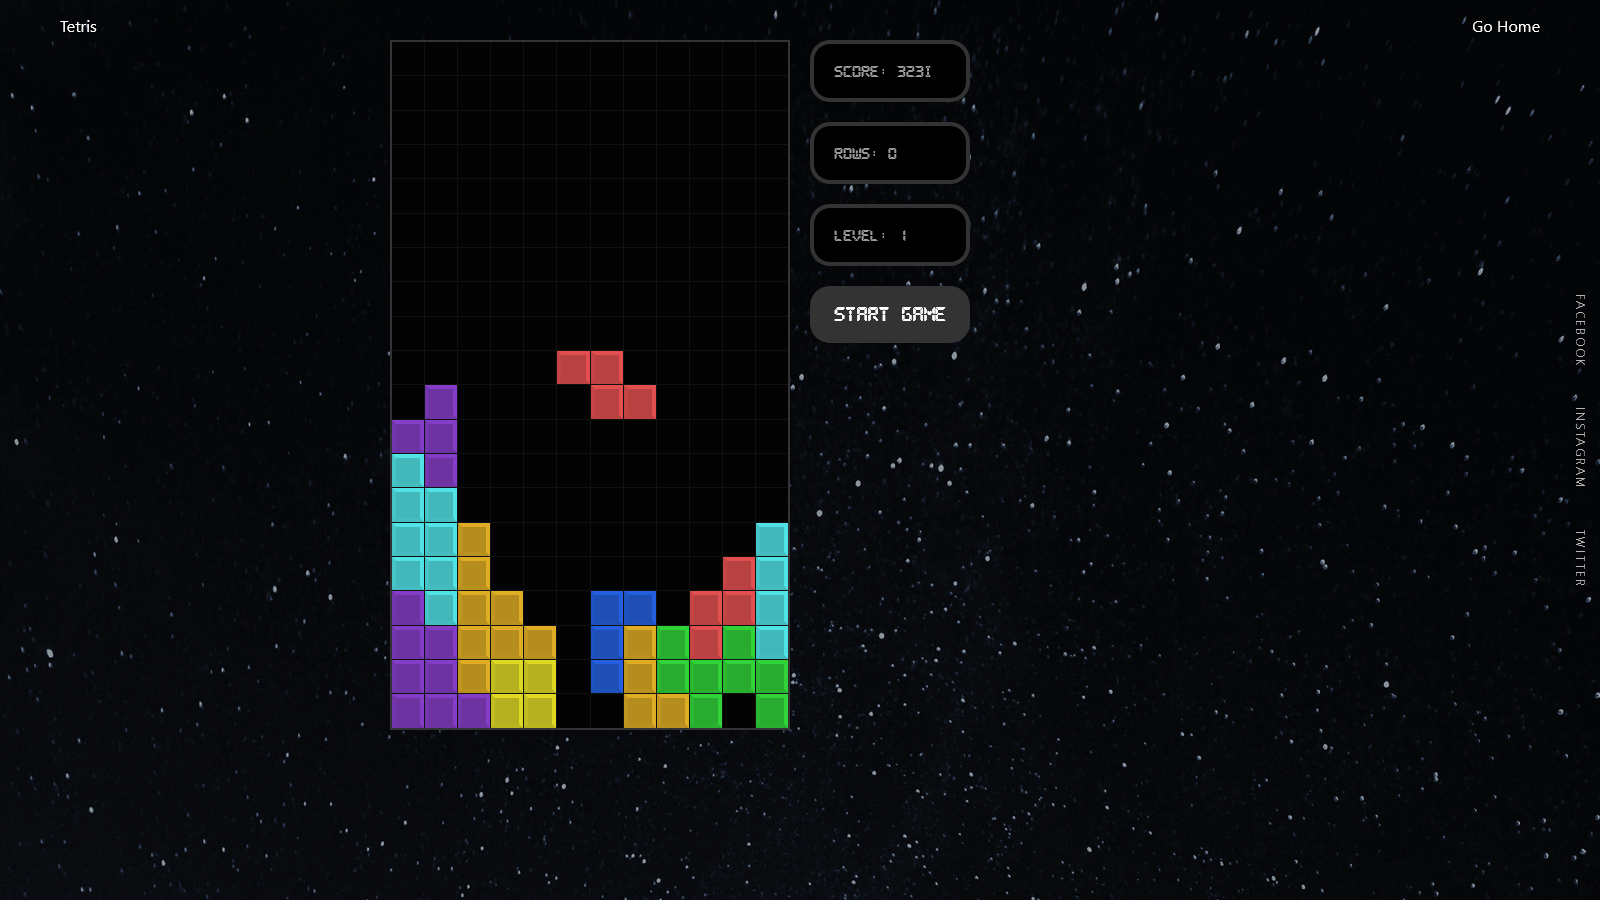 Tetris
Go Home
SCORE: 3231
ROWS: 0
LEVEL: 1
START GAME
FACEBOOK
INSTAGRAM
TWITTER